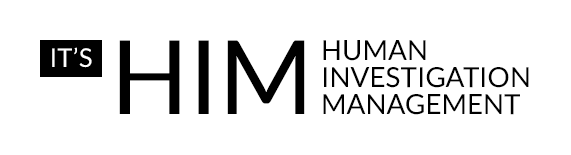 IT'S
HIM
HUMAN
INVESTIGATION
MANAGEMENT